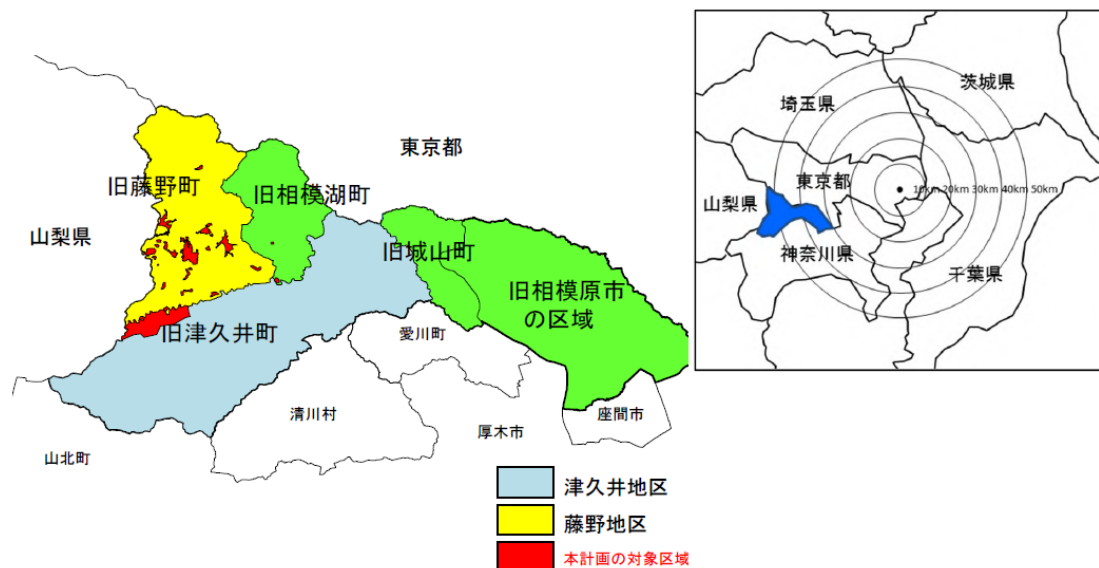 東京都
旧藤野町
旧相模湖町
山梨県
旧城山町
旧相模原市
の区域
旧津久井町
愛川町
清川村
座間市
厚木市
山北町
津久井地区
藤野地区
本計画の対象区域
茨城県
埼玉県
東京都
10km 20km 30km 40km 50km
山梨県
神奈川県
千葉県